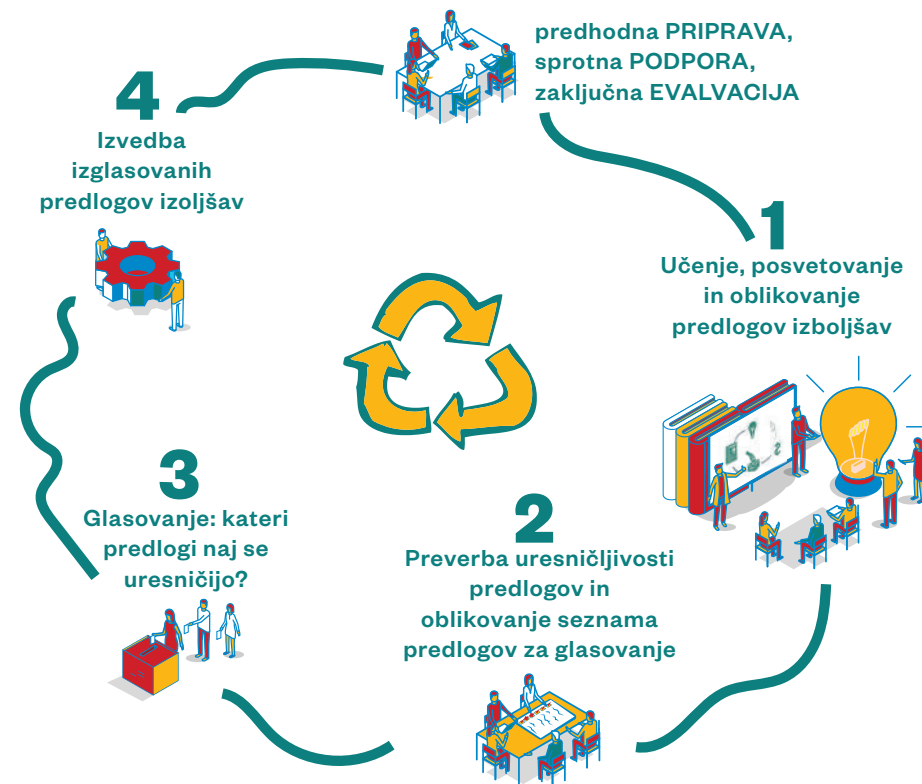 predhodna PRIPRAVA,
sprotna PODPORA,
zaključna EVALVACIJA
1
Učenje, posvetovanje
in oblikovanje
predlogov izboljšav
2
Preverba uresničljivosti
predlogov in
oblikovanje seznama
predlogov za glasovanje
3
Glasovanje: kateri
predlogi naj se
uresničijo?
4
Izvedba
izglasovanih
predlogov izoljšav